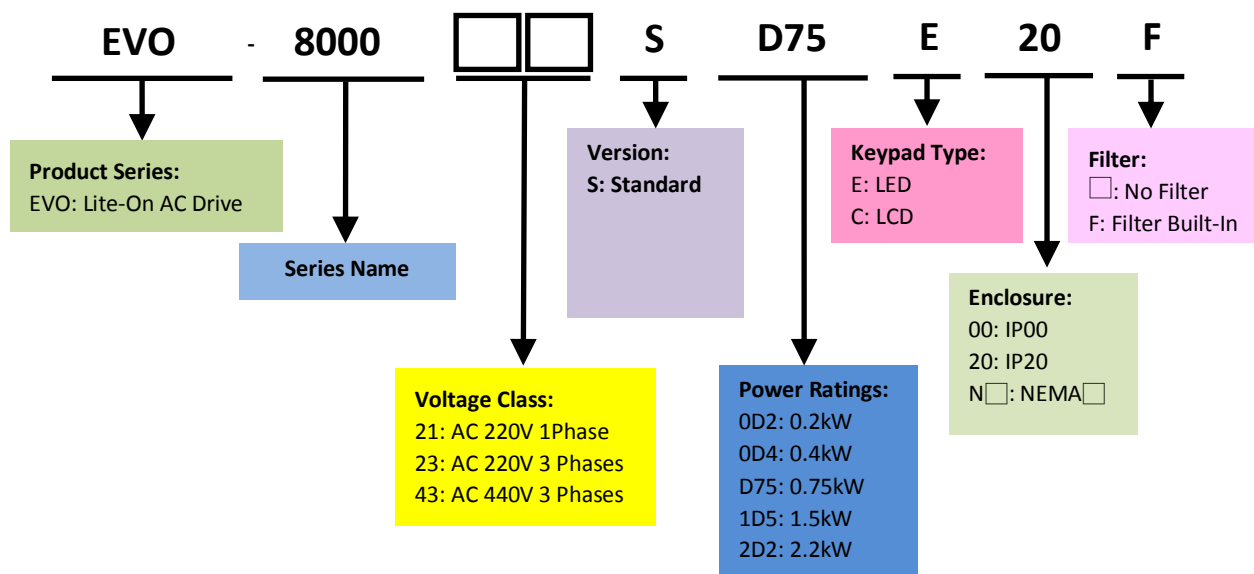 EVO - 8000 □□ S D75 E 20 F
Product Series:
EVO: Lite-On AC Drive
Series Name
Voltage Class:
21: AC 220V 1Phase
23: AC 220V 3 Phases
43: AC 440V 3 Phases
Version:
S: Standard
Power Ratings:
0D2: 0.2kW
0D4: 0.4kW
D75: 0.75kW
1D5: 1.5kW
2D2: 2.2kW
Keypad Type:
E: LED
C: LCD
Enclosure:
00: IP00
20: IP20
N□: NEMA□
Filter:
□: No Filter
F: Filter Built-In